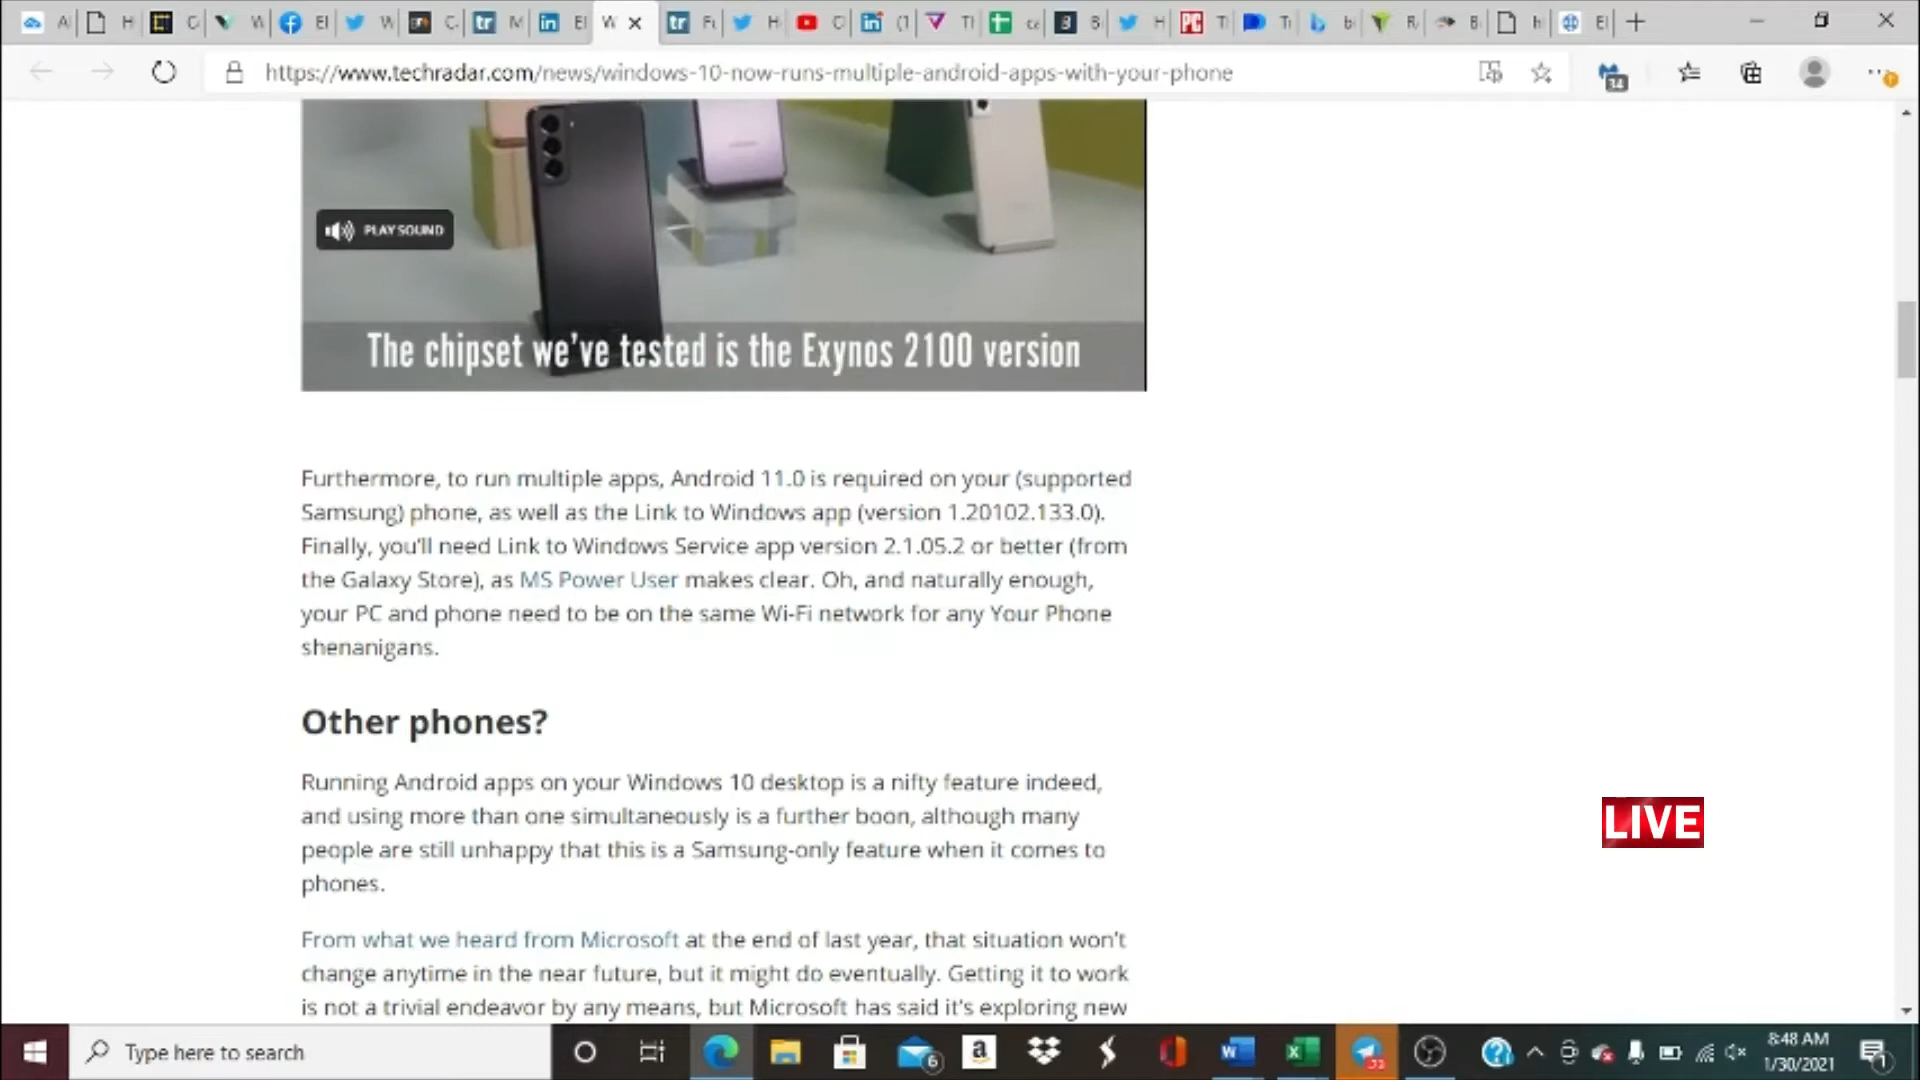 https://www.techradar.com/news/windows-10-now-runs-multiple-android-apps-with-your-phone
34
PLAY SOUND
The chipset we've tested is the Exynos 2100 version
Furthermore, to run multiple apps, Android 11.0 is required on your (supported
Samsung) phone, as well as the Link to Windows app (version 1.20102.133.0).
Finally, you'll need Link to Windows Service app version 2.1.05.2 or better (from
the Galaxy Store), as MS Power User makes clear. Oh, and naturally enough,
your PC and phone need to be on the same Wi-Fi network for any Your Phone
shenanigans.
Other phones?
Running Android apps on your Windows 10 desktop is a nifty feature indeed,
and using more than one simultaneously is a further boon, although many
people are still unhappy that this is a Samsung-only feature when it comes to
phones.
LIVE
From what we heard from Microsoft at the end of last year, that situation won't
change anytime in the near future, but it might do eventually. Getting it to work
is not a trivial endeavor by any means, but Microsoft has said it's exploring new
Type here to search
6
8:48 AM
1/30/2021
1